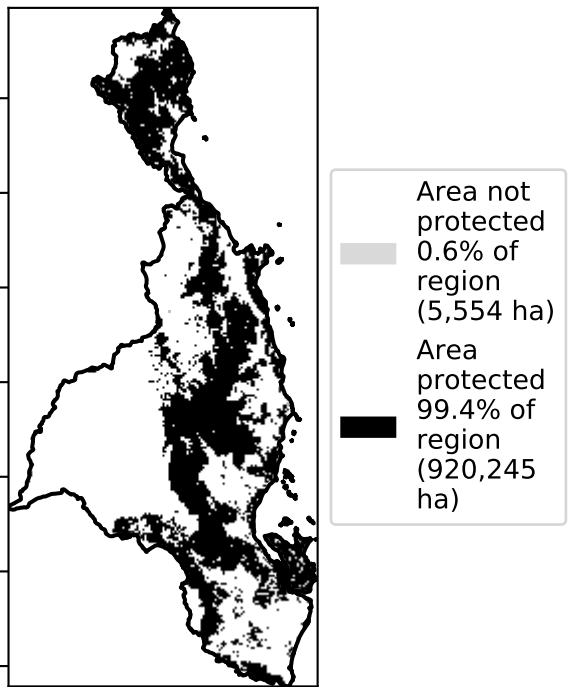 Area not
protected
0.6% of
region
(5,554 ha)
Area
protected
99.4% of
region
(920,245
ha)